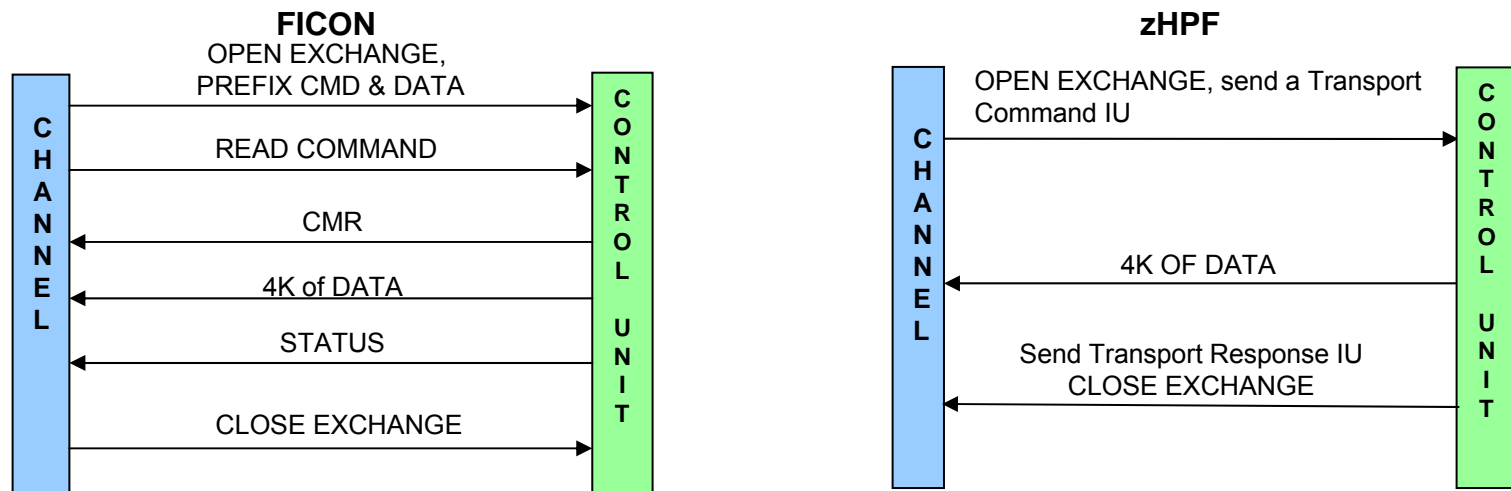 FICON
OPEN EXCHANGE,
PREFIX CMD & DATA
READ COMMAND
CMR
4K of DATA
STATUS
CLOSE EXCHANGE
CHANNEL
CONTROL UNIT
zHPF
OPEN EXCHANGE, send a Transport
Command IU
4K OF DATA
Send Transport Response IU
CLOSE EXCHANGE
CHANNEL
CONTROL UNIT